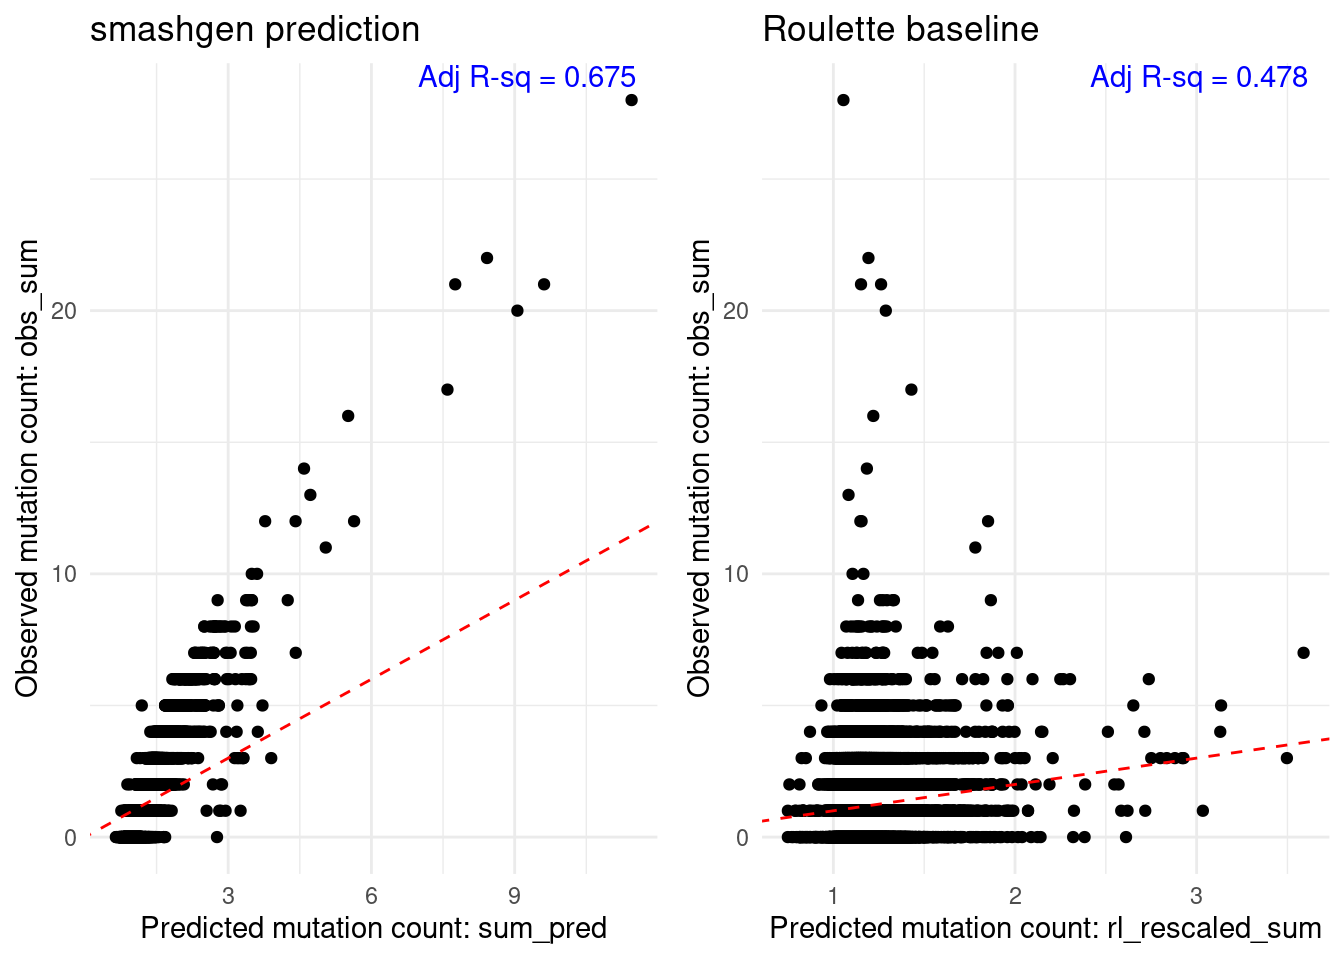 smashgen prediction
Adj R-sq = 0.675
Observed mutation count: obs_sum
20
10
0
3
6
9
Predicted mutation count: sum_pred
Roulette baseline
Adj R-sq = 0.478
Observed mutation count: obs_sum
20
10
0
1
2
3
Predicted mutation count: rl_rescaled_sum